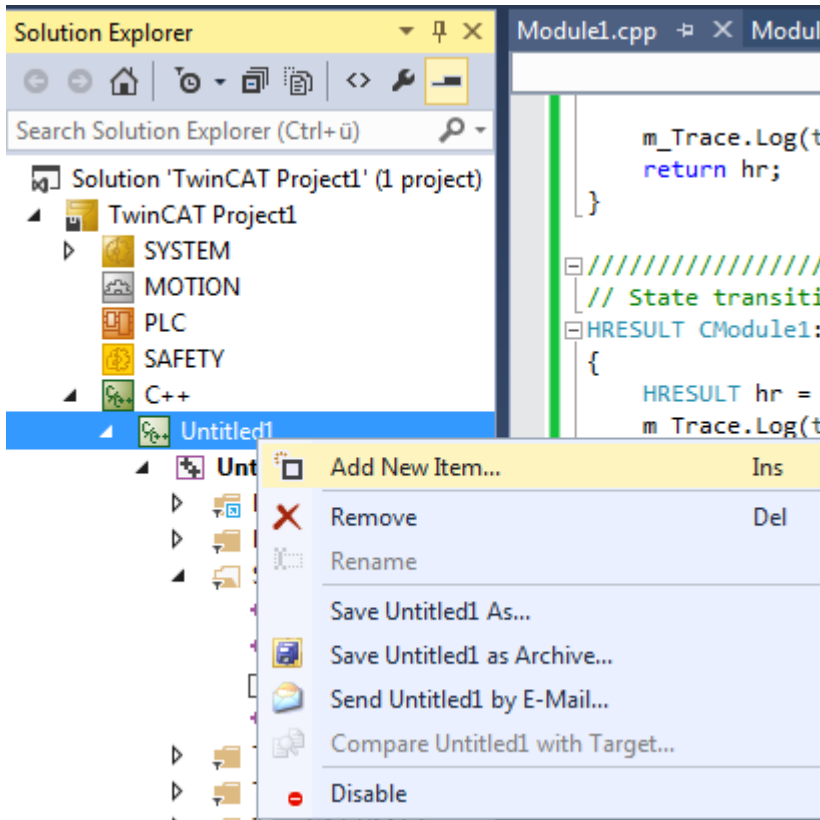 Solution Explorer
Search Solution Explorer (Ctrl+ü)
Solution 'TwinCAT Project1' (1 project)
TwinCAT Project1
SYSTEM
MOTION
PLC
SAFETY
C++
Untitled1
Unt
Add New Item... Ins
Remove Del
Rename
Save Untitled1 As...
Save Untitled1 as Archive...
Send Untitled1 by E-Mail...
Compare Untitled1 with Target...
Disable
Module1.cpp Modul
m_Trace.Log(t
return hr;
}
/////////////////
// State transiti
HRESULT CModule1:
{
HRESULT hr =
m_Trace.Log(t